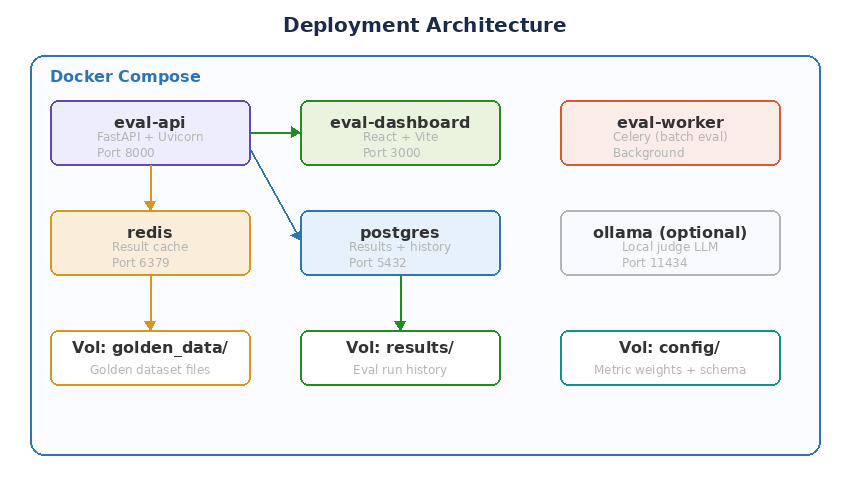 Deployment Architecture
Docker Compose
eval-api
FastAPI + Uvicorn
Port 8000
eval-dashboard
React + Vite
Port 3000
eval-worker
Celery (batch eval)
Background
redis
Result cache
Port 6379
postgres
Results + history
Port 5432
ollama (optional)
Local judge LLM
Port 11434
Vol: golden_data/
Golden dataset files
Vol: results/
Eval run history
Vol: config/
Metric weights + schema